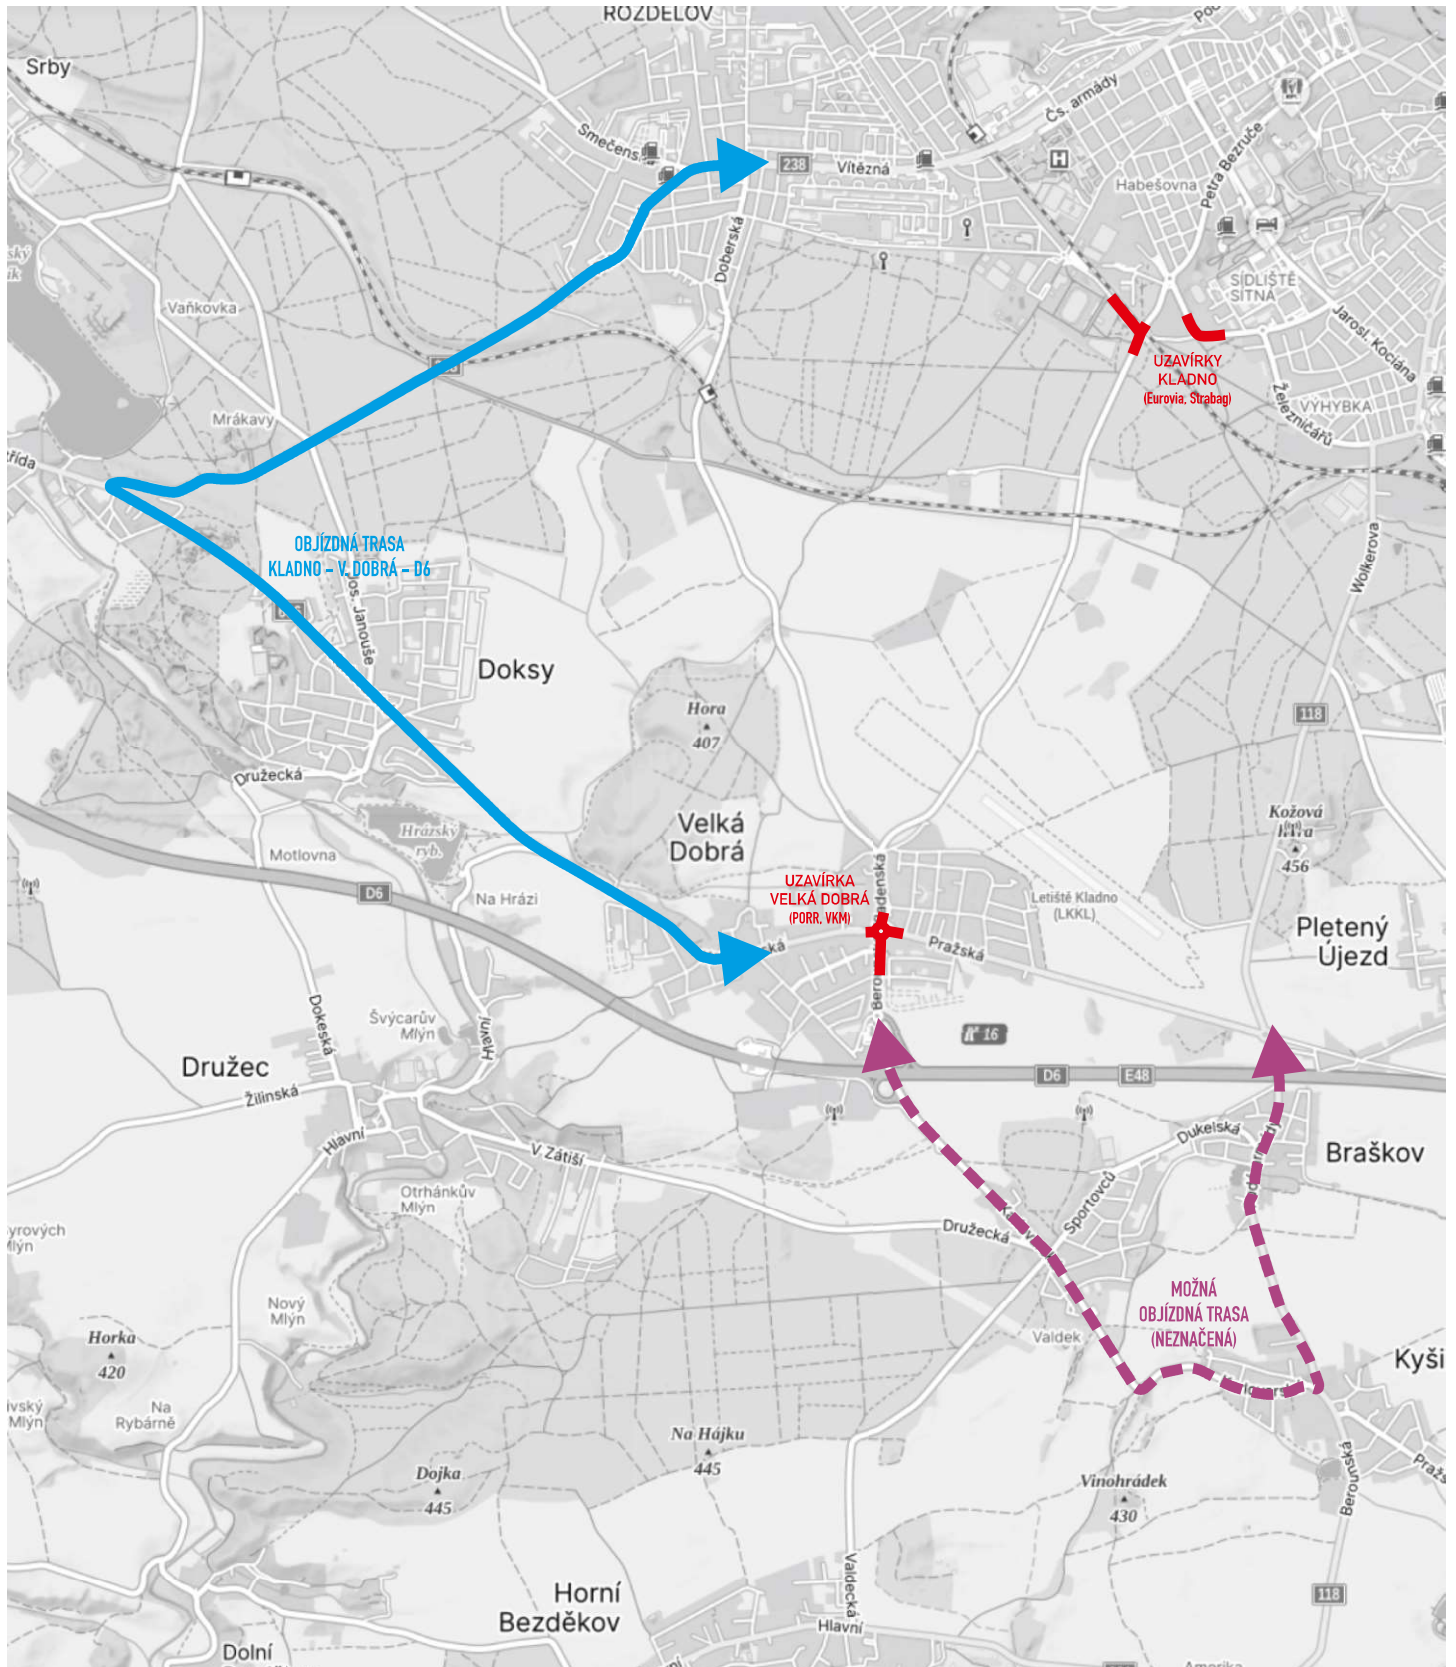 ROZDĚLOV
Srby
Čs. armády
Smečens
238
Vítězná
Petra Bezruče
Habešovna
Doberská
SÍDLIŠTĚ
SÍTNÁ
Vaňkovka
Jarosl. Kociána
UZAVÍRKY
KLADNO
(Eurovia, Strabag)
VÝHYBKA
Železničářů
Mrákavy
třída
OBJÍZDNÁ TRASA
KLADNO – V. DOBRÁ – D6
Jos. Janouše
Wolkerova
Doksy
Hora
407
118
Družecká
Hrázský
ryb.
Velká
Dobrá
Kožová
456
Motlovna
D6
Na Hrázi
UZAVÍRKA
VELKÁ DOBRÁ
(PORR, VKM)
Letiště Kladno
(LKKL)
Pražská
Pletený
Újezd
Dokeská
Švýcarův
Mlýn
Hlavní
16
Družec
D6
E48
Žilinská
Hlavní
V Zátiší
Dukelská
Braškov
Otrhánkův
Mlýn
Sportovců
Družecká
Nový
Mlýn
MOŽNÁ
OBJÍZDNÁ TRASA
(NEZNAČENÁ)
Valdek
Horka
420
Kyši
Na
Rybárně
Na Hájku
445
Dojka
445
Vinohrádek
430
Berounská
Valdecká
118
Horní
Bezděkov
Hlavní
Dolní